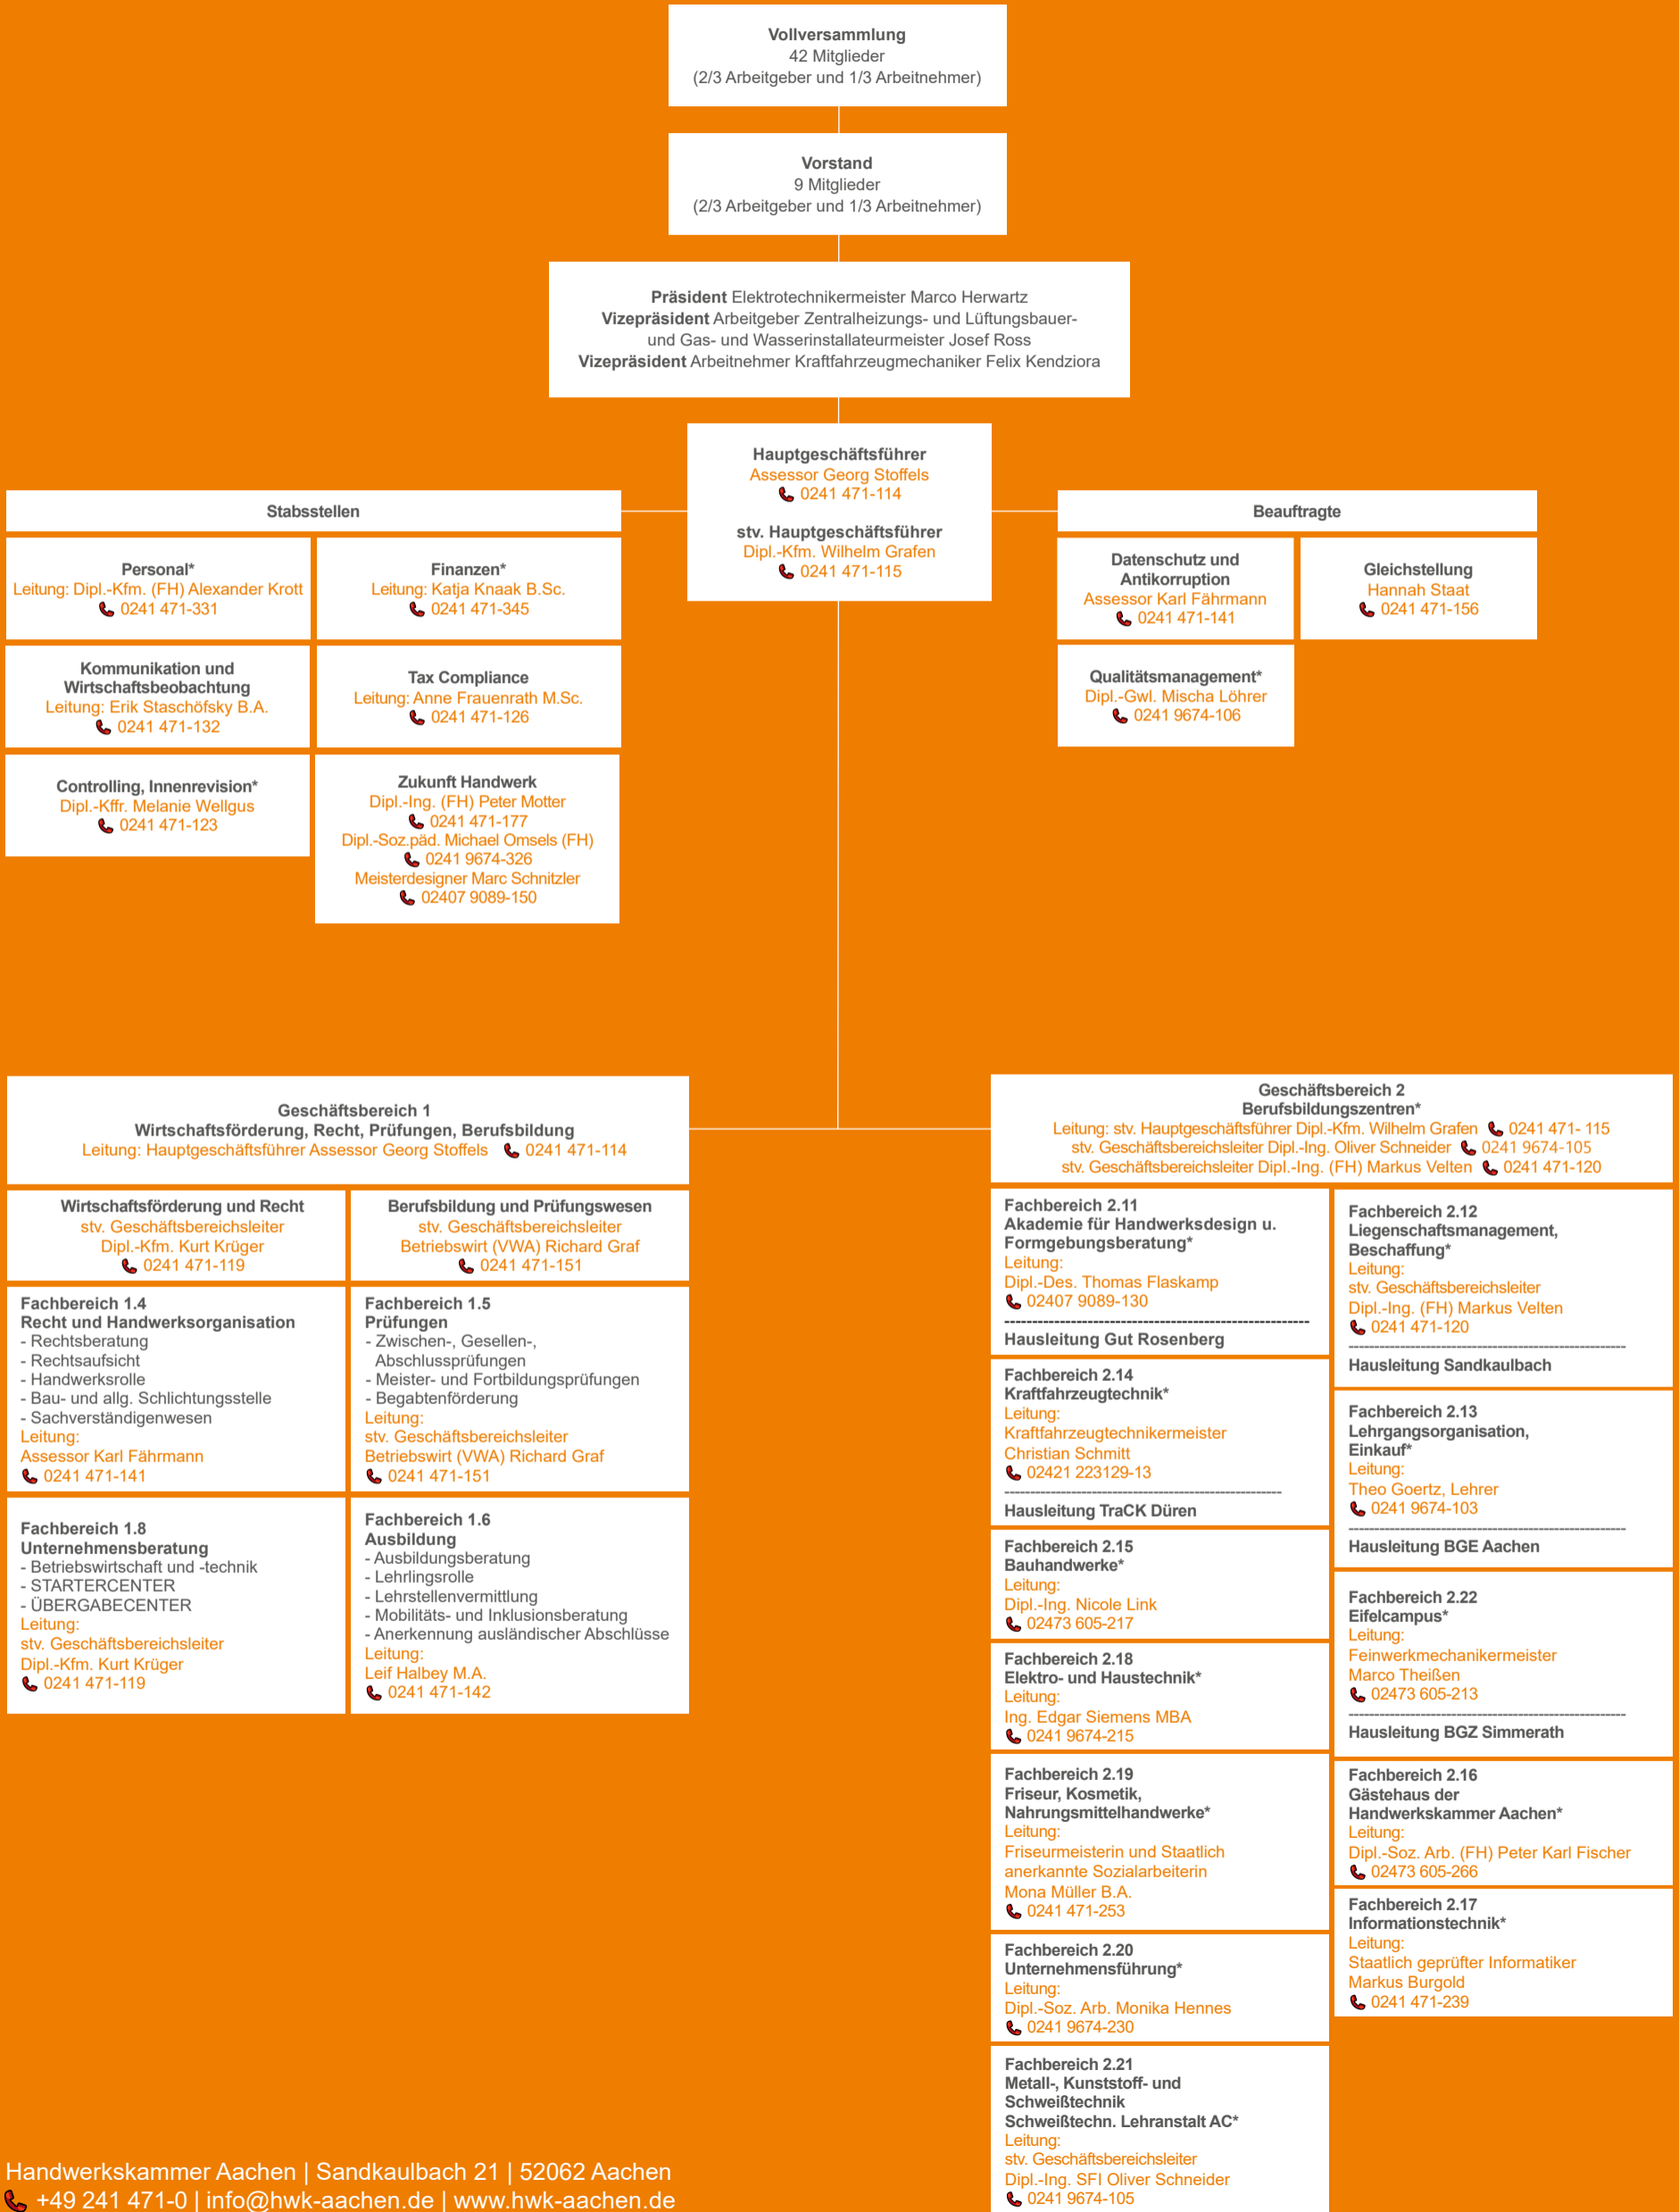 Vollversammlung
42 Mitglieder
(2/3 Arbeitgeber und 1/3 Arbeitnehmer)
Vorstand
9 Mitglieder
(2/3 Arbeitgeber und 1/3 Arbeitnehmer)
Präsident Elektrotechnikermeister Marco Herwartz
Vizepräsident Arbeitgeber Zentralheizungs- und Lüftungsbauer-
und Gas- und Wasserinstallateurmeister Josef Ross
Vizepräsident Arbeitnehmer Kraftfahrzeugmechaniker Felix Kendziora
Hauptgeschäftsführer
Assessor Georg Stoffels
0241 471-114
stv. Hauptgeschäftsführer
Dipl.-Kfm. Wilhelm Grafen
0241 471-115
Stabsstellen
Personal*
Leitung: Dipl.-Kfm. (FH) Alexander Krott
0241 471-331
Finanzen*
Leitung: Katja Knaak B.Sc.
0241 471-345
Kommunikation und
Wirtschaftsbeobachtung
Leitung: Erik Staschöfsky B.A.
0241 471-132
Tax Compliance
Leitung: Anne Frauenrath M.Sc.
0241 471-126
Controlling, Innenrevision*
Dipl.-Kffr. Melanie Wellgus
0241 471-123
Zukunft Handwerk
Dipl.-Ing. (FH) Peter Motter
0241 471-177
Dipl.-Soz.päd. Michael Omsels (FH)
0241 9674-326
Meisterdesigner Marc Schnitzler
02407 9089-150
Beauftragte
Datenschutz und
Antikorruption
Assessor Karl Fährmann
0241 471-141
Gleichstellung
Hannah Staat
0241 471-156
Qualitätsmanagement*
Dipl.-Gwl. Mischa Löhrer
0241 9674-106
Geschäftsbereich 1
Wirtschaftsförderung, Recht, Prüfungen, Berufsbildung
Leitung: Hauptgeschäftsführer Assessor Georg Stoffels 0241 471-114
Wirtschaftsförderung und Recht
stv. Geschäftsbereichsleiter
Dipl.-Kfm. Kurt Krüger
0241 471-119
Berufsbildung und Prüfungswesen
stv. Geschäftsbereichsleiter
Betriebswirt (VWA) Richard Graf
0241 471-151
Fachbereich 1.4
Recht und Handwerksorganisation
- Rechtsberatung
- Rechtsaufsicht
- Handwerksrolle
- Bau- und allg. Schlichtungsstelle
- Sachverständigenwesen
Leitung:
Assessor Karl Fährmann
0241 471-141
Fachbereich 1.5
Prüfungen
- Zwischen-, Gesellen-,
Abschlussprüfungen
- Meister- und Fortbildungsprüfungen
- Begabtenförderung
Leitung:
stv. Geschäftsbereichsleiter
Betriebswirt (VWA) Richard Graf
0241 471-151
Fachbereich 1.8
Unternehmensberatung
- Betriebswirtschaft und -technik
- STARTERCENTER
- ÜBERGABECENTER
Leitung:
stv. Geschäftsbereichsleiter
Dipl.-Kfm. Kurt Krüger
0241 471-119
Fachbereich 1.6
Ausbildung
- Ausbildungsberatung
- Lehrlingsrolle
- Lehrstellenvermittlung
- Mobilitäts- und Inklusionsberatung
- Anerkennung ausländischer Abschlüsse
Leitung:
Leif Halbey M.A.
0241 471-142
Geschäftsbereich 2
Berufsbildungszentren*
Leitung: stv. Hauptgeschäftsführer Dipl.-Kfm. Wilhelm Grafen 0241 471- 115
stv. Geschäftsbereichsleiter Dipl.-Ing. Oliver Schneider 0241 9674-105
stv. Geschäftsbereichsleiter Dipl.-Ing. (FH) Markus Velten 0241 471-120
Fachbereich 2.11
Akademie für Handwerksdesign u.
Formgebungsberatung*
Leitung:
Dipl.-Des. Thomas Flaskamp
02407 9089-130
Hausleitung Gut Rosenberg
Fachbereich 2.14
Kraftfahrzeugtechnik*
Leitung:
Kraftfahrzeugtechnikermeister
Christian Schmitt
02421 223129-13
Hausleitung TraCK Düren
Fachbereich 2.15
Bauhandwerke*
Leitung:
Dipl.-Ing. Nicole Link
02473 605-217
Fachbereich 2.18
Elektro- und Haustechnik*
Leitung:
Ing. Edgar Siemens MBA
0241 9674-215
Fachbereich 2.19
Friseur, Kosmetik,
Nahrungsmittelhandwerke*
Leitung:
Friseurmeisterin und Staatlich
anerkannte Sozialarbeiterin
Mona Müller B.A.
0241 471-253
Fachbereich 2.20
Unternehmensführung*
Leitung:
Dipl.-Soz. Arb. Monika Hennes
0241 9674-230
Fachbereich 2.21
Metall-, Kunststoff- und
Schweißtechnik
Schweißtechn. Lehranstalt AC*
Leitung:
stv. Geschäftsbereichsleiter
Dipl.-Ing. SFI Oliver Schneider
0241 9674-105
Fachbereich 2.12
Liegenschaftsmanagement,
Beschaffung*
Leitung:
stv. Geschäftsbereichsleiter
Dipl.-Ing. (FH) Markus Velten
0241 471-120
Hausleitung Sandkaulbach
Fachbereich 2.13
Lehrgangsorganisation,
Einkauf*
Leitung:
Theo Goertz, Lehrer
0241 9674-103
Hausleitung BGE Aachen
Fachbereich 2.22
Eifelcampus*
Leitung:
Feinwerkmechanikermeister
Marco Theißen
02473 605-213
Hausleitung BGZ Simmerath
Fachbereich 2.16
Gästehaus der
Handwerkskammer Aachen*
Leitung:
Dipl.-Soz. Arb. (FH) Peter Karl Fischer
02473 605-266
Fachbereich 2.17
Informationstechnik*
Leitung:
Staatlich geprüfter Informatiker
Markus Burgold
0241 471-239
Handwerkskammer Aachen | Sandkaulbach 21 | 52062 Aachen
+49 241 471-0 | info@hwk-aachen.de | www.hwk-aachen.de